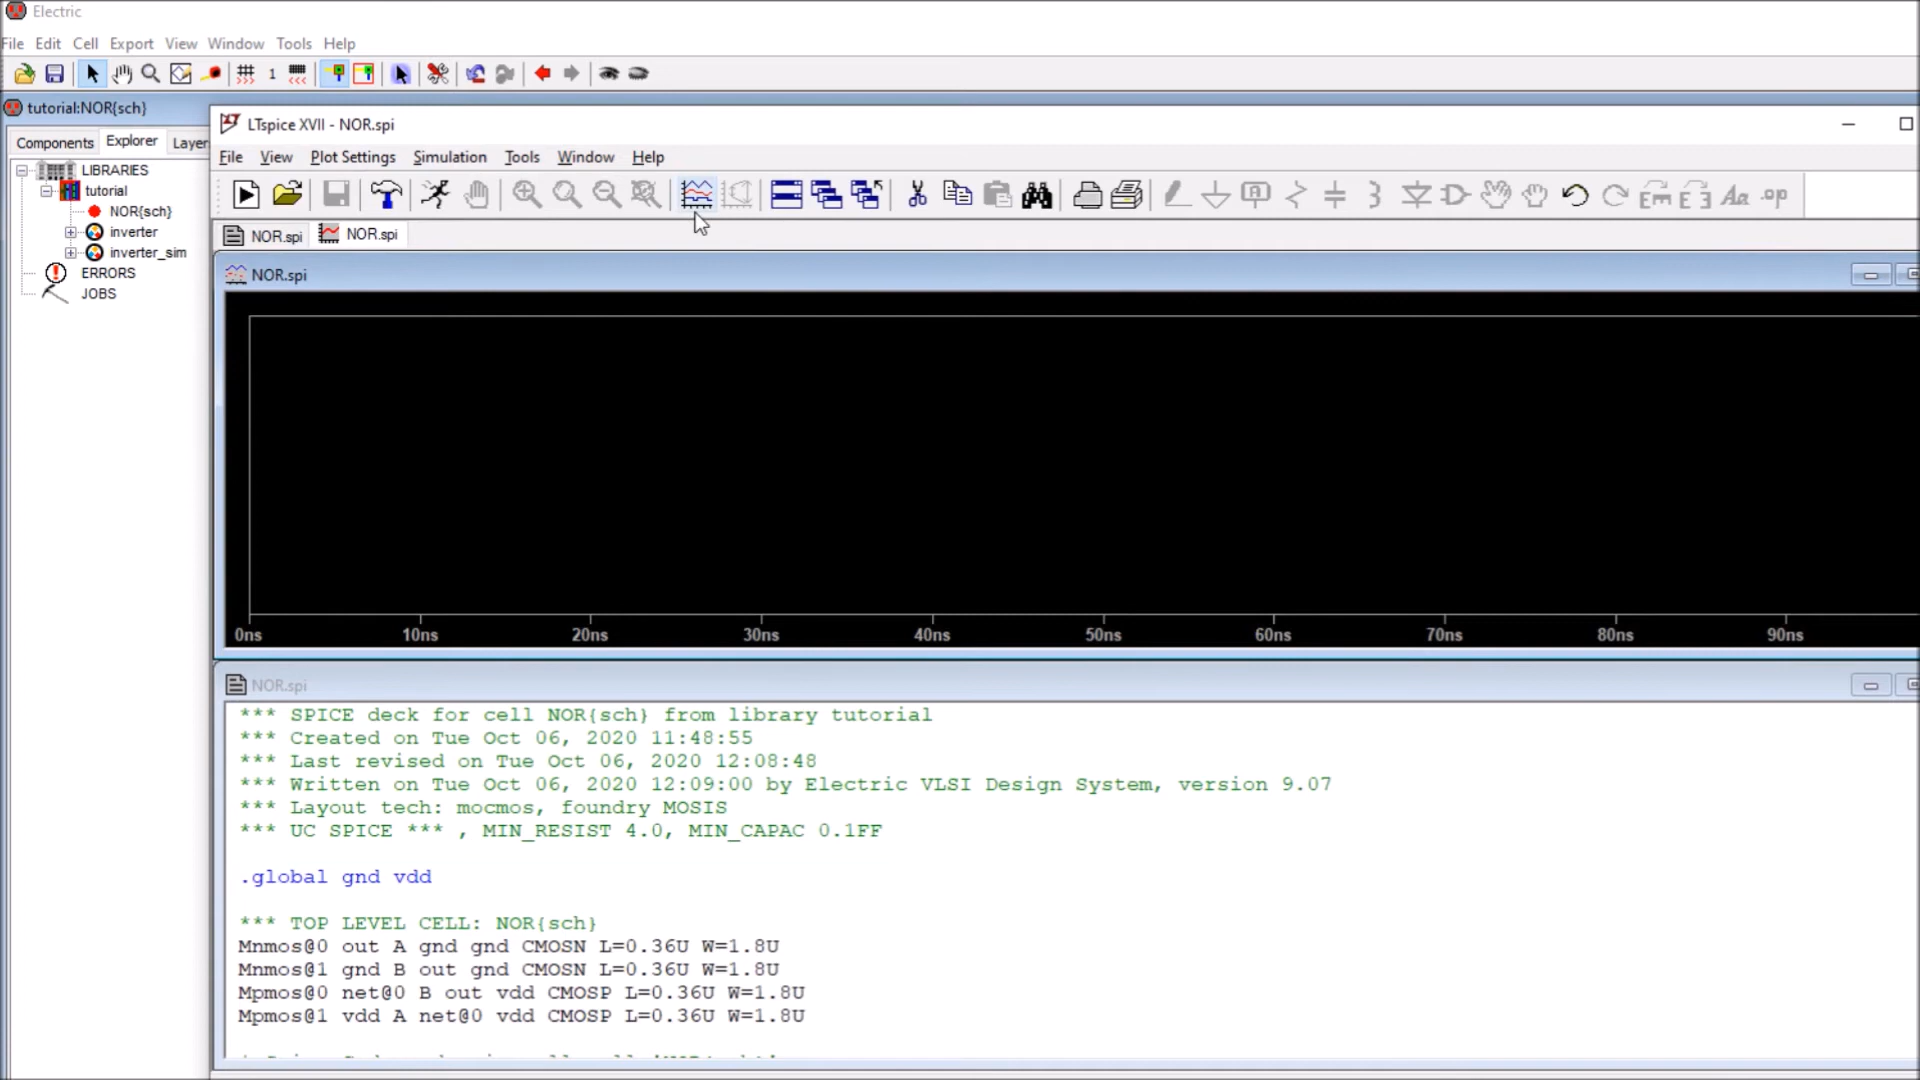 Electric
File Edit Cell Export View Window Tools Help
1
tutorial:NOR{sch}
LTspice XVII - NOR.spi
Components Explorer Layer
File View Plot Settings Simulation Tools Window Help
LIBRARIES
tutorial
NOR{sch}
inverter
inverter_sim
ERRORS
JOBS
Aa .op
NOR.spi NOR.spi
NOR.spi
0ns 10ns 20ns 30ns 40ns 50ns 60ns 70ns 80ns 90ns
NOR.spi
*** SPICE deck for cell NOR{sch} from library tutorial
*** Created on Tue Oct 06, 2020 11:48:55
*** Last revised on Tue Oct 06, 2020 12:08:48
*** Written on Tue Oct 06, 2020 12:09:00 by Electric VLSI Design System, version 9.07
*** Layout tech: mocmos, foundry MOSIS
*** UC SPICE *** , MIN_RESIST 4.0, MIN_CAPAC 0.1FF
.global gnd vdd
*** TOP LEVEL CELL: NOR{sch}
Mnmos@0 out A gnd gnd CMOSN L=0.36U W=1.8U
Mnmos@1 gnd B out gnd CMOSN L=0.36U W=1.8U
Mpmos@0 net@0 B out vdd CMOSP L=0.36U W=1.8U
Mpmos@1 vdd A net@0 vdd CMOSP L=0.36U W=1.8U